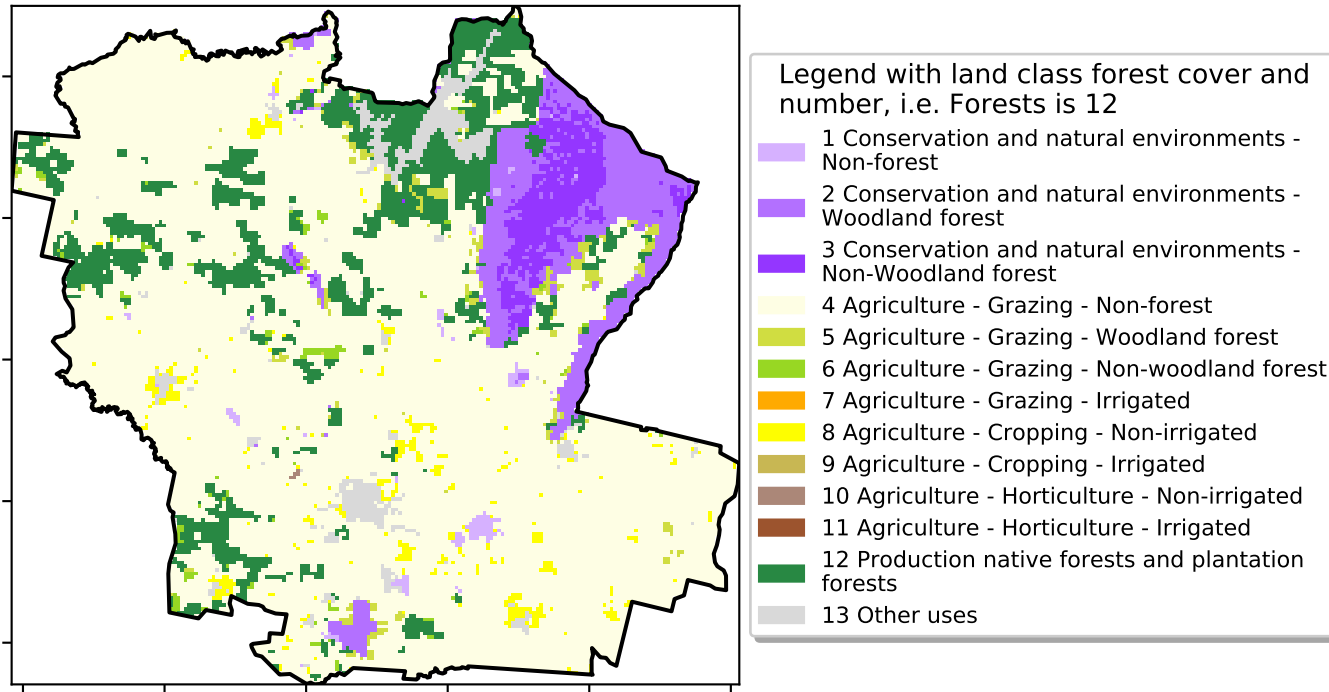 Legend with land class forest cover and
number, i.e. Forests is 12
1 Conservation and natural environments -
Non-forest
2 Conservation and natural environments -
Woodland forest
3 Conservation and natural environments -
Non-Woodland forest
4 Agriculture - Grazing - Non-forest
5 Agriculture - Grazing - Woodland forest
6 Agriculture - Grazing - Non-woodland forest
7 Agriculture - Grazing - Irrigated
8 Agriculture - Cropping - Non-irrigated
9 Agriculture - Cropping - Irrigated
10 Agriculture - Horticulture - Non-irrigated
11 Agriculture - Horticulture - Irrigated
12 Production native forests and plantation
forests
13 Other uses